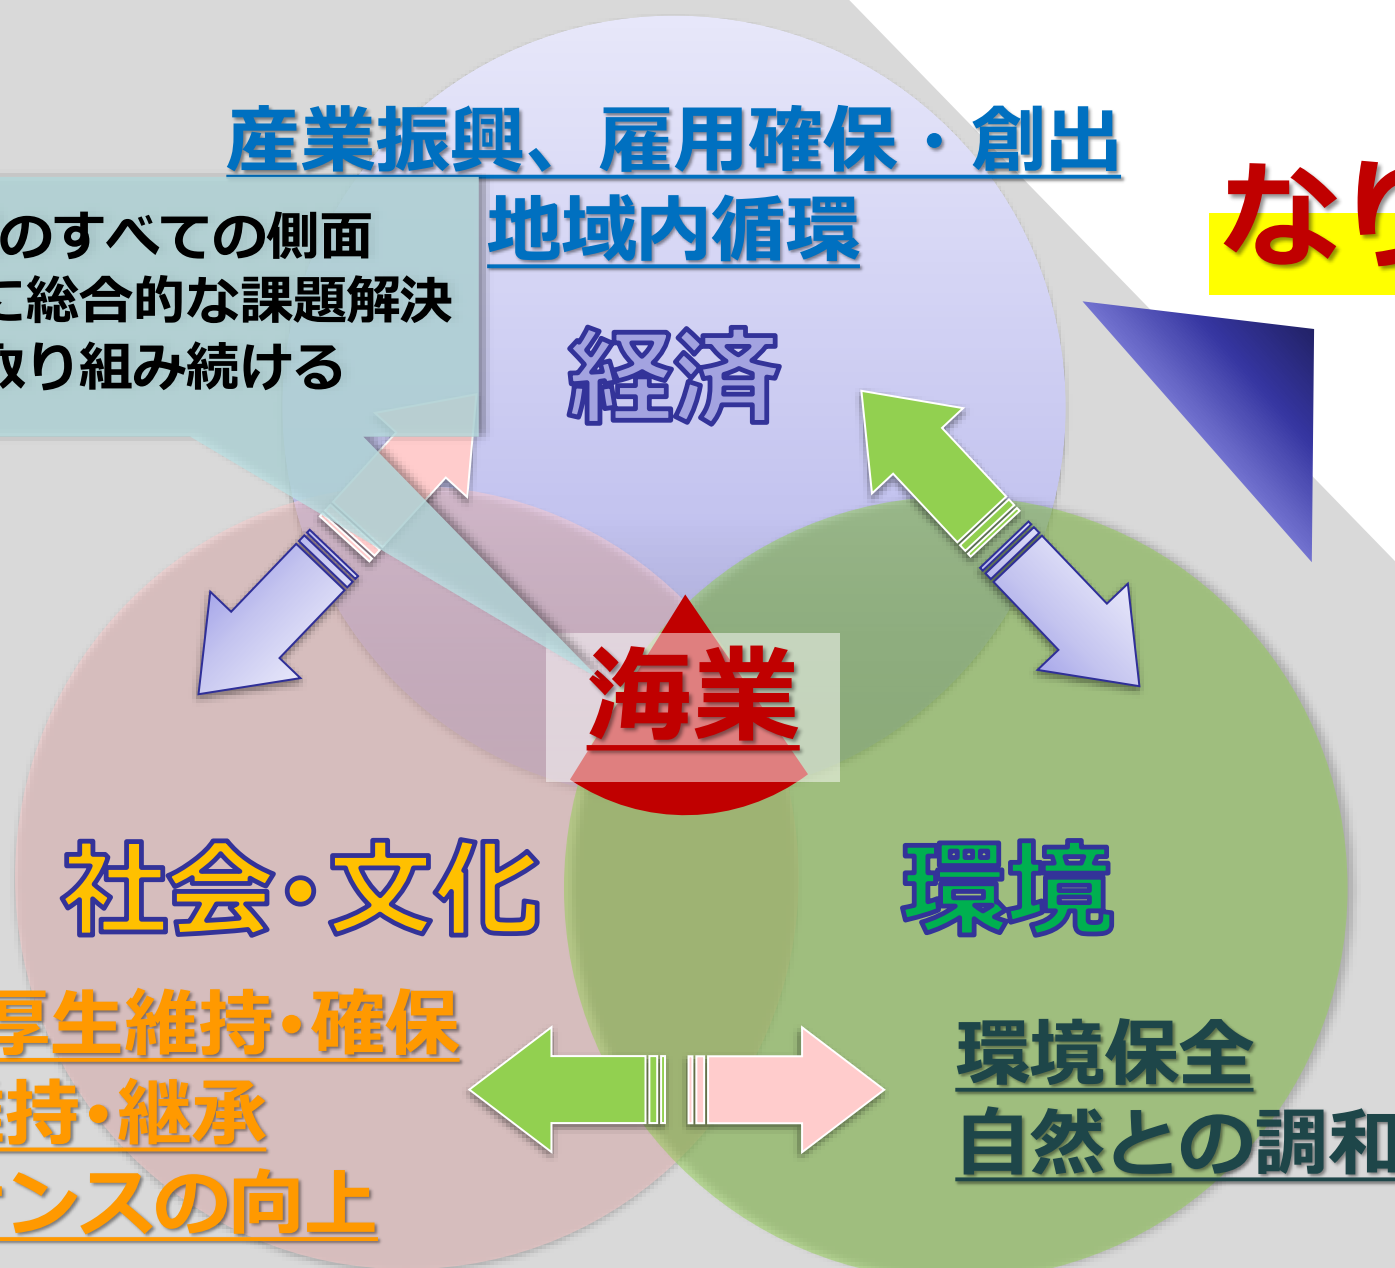 産業振興、雇用確保・創出
地域内循環
なり
のすべての側面
に総合的な課題解決
取り組み続ける
経済
海業
社会・文化
環境
厚生維持・確保
維持・継承
ンスの向上
環境保全
自然との調和